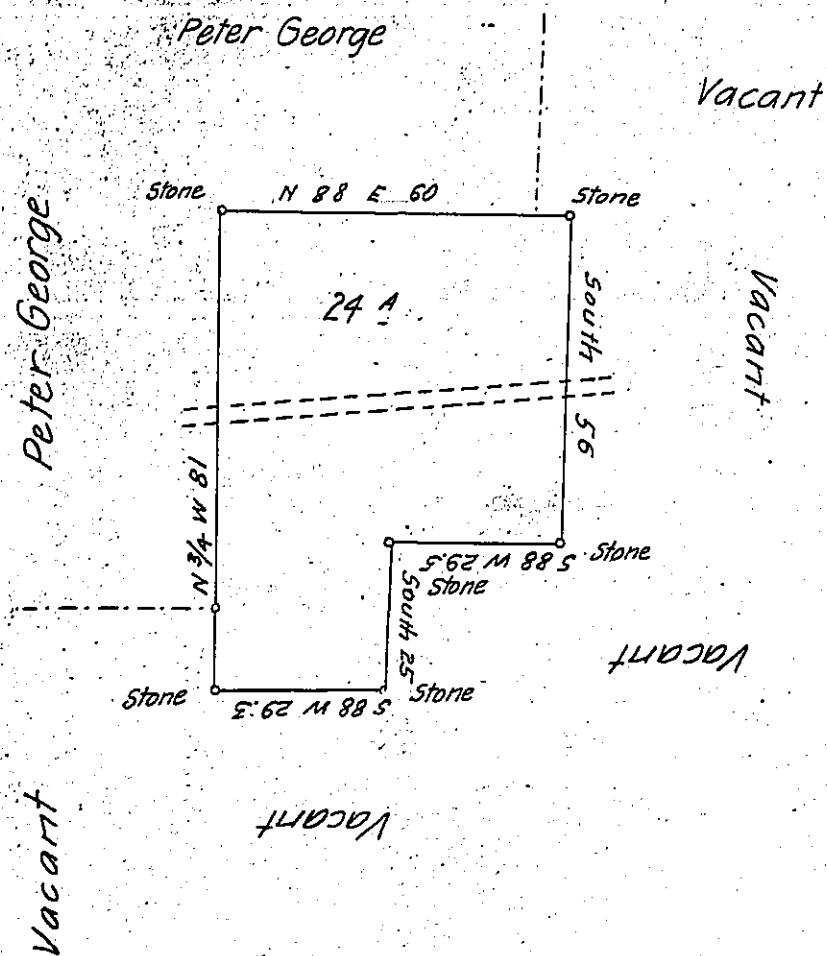 Peter George
Vacant
Stone
N 88 E 60
Stone
Peter George
24 A
South 56
Vacant
N 3/4 W 81
S 88 W 29.5
Stone
Stone
South 25
Vacant
Stone
S 88 W 29.3
Stone
Vacant
Vacant